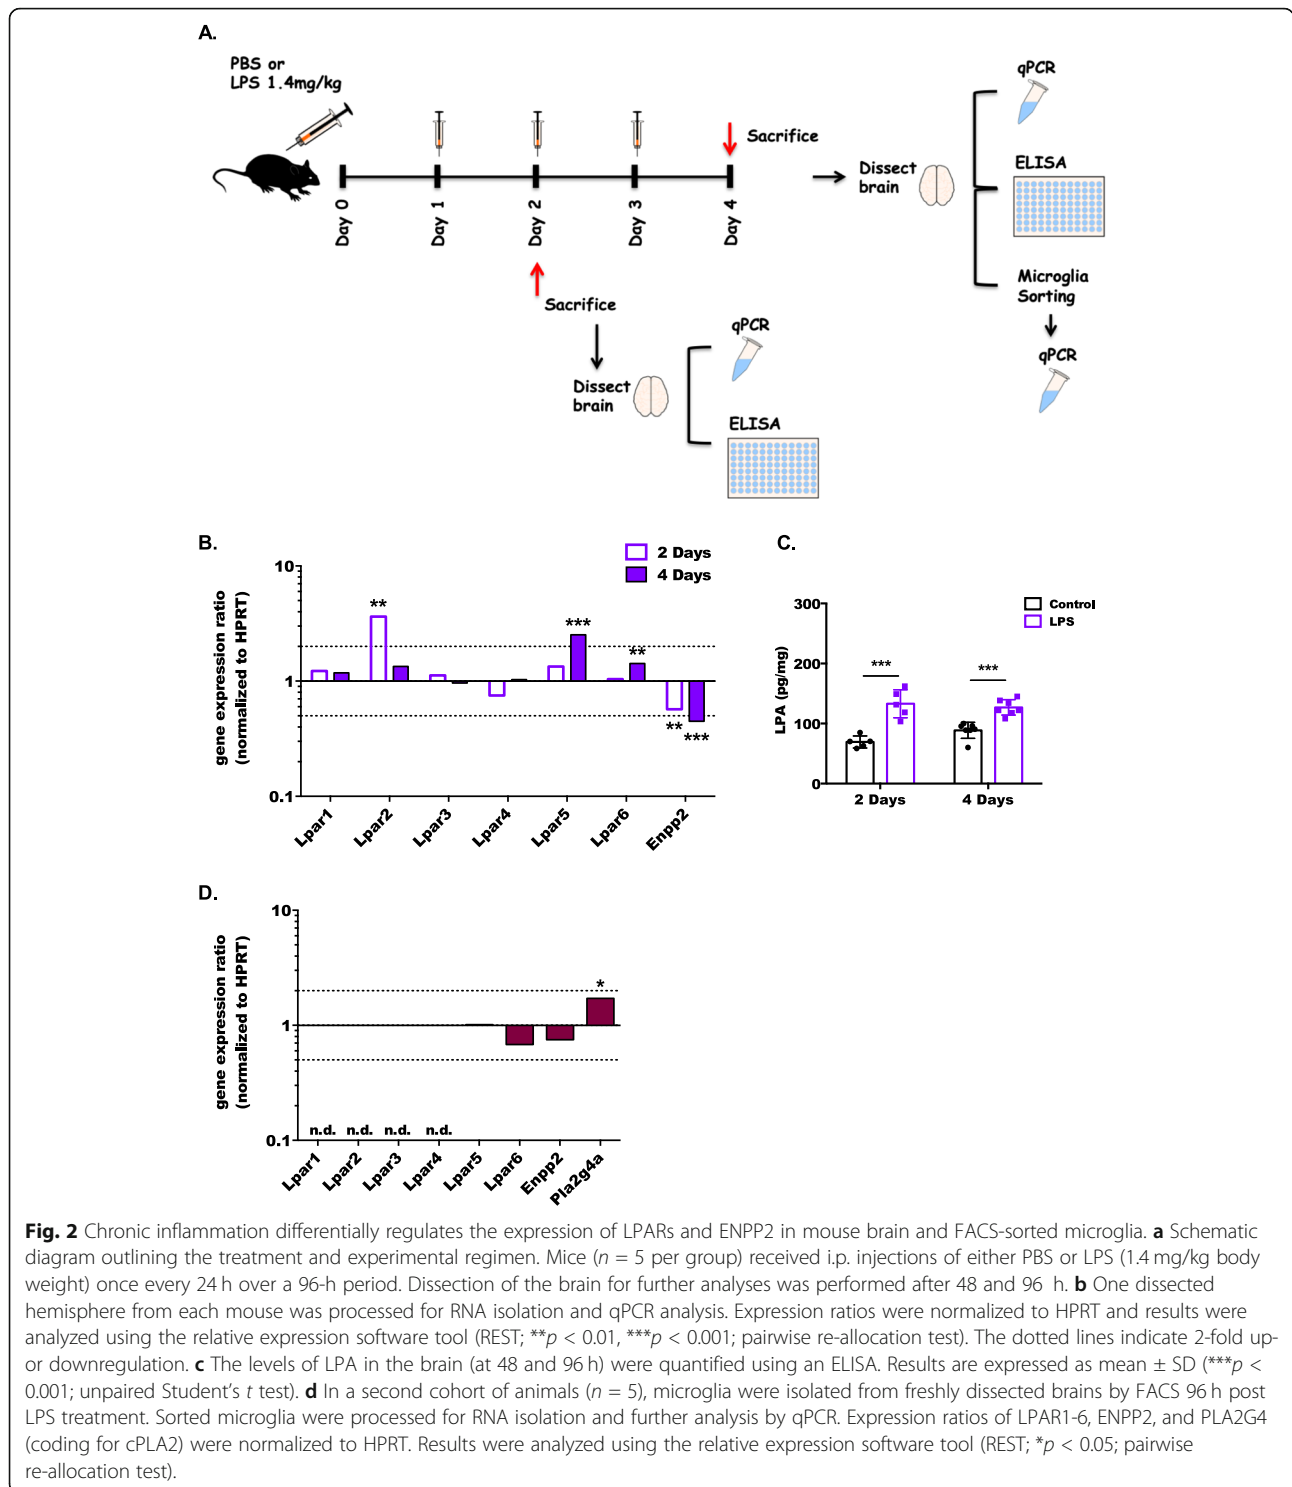 A.
PBS or
LPS 1.4mg/kg
Day 0
Day 1
Day 2
Day 3
Day 4
Sacrifice
Dissect
brain
qPCR
ELISA
Microglia
Sorting
qPCR
Sacrifice
Dissect
brain
qPCR
ELISA
B.
2 Days
4 Days
gene expression ratio
(normalized to HPRT)
10
1
0.1
**
***
**
**
***
Lpar1
Lpar2
Lpar3
Lpar4
Lpar5
Lpar6
Enpp2
C.
Control
LPS
LPA (pg/mg)
300
200
100
0
***
***
2 Days
4 Days
D.
gene expression ratio
(normalized to HPRT)
10
1
0.1
*
n.d.
n.d.
n.d.
n.d.
Lpar1
Lpar2
Lpar3
Lpar4
Lpar5
Lpar6
Enpp2
Pla2g4a
Fig. 2 Chronic inflammation differentially regulates the expression of LPARs and ENPP2 in mouse brain and FACS-sorted microglia. a Schematic
diagram outlining the treatment and experimental regimen. Mice (n = 5 per group) received i.p. injections of either PBS or LPS (1.4 mg/kg body
weight) once every 24 h over a 96-h period. Dissection of the brain for further analyses was performed after 48 and 96 h. b One dissected
hemisphere from each mouse was processed for RNA isolation and qPCR analysis. Expression ratios were normalized to HPRT and results were
analyzed using the relative expression software tool (REST; **p < 0.01, ***p < 0.001; pairwise re-allocation test). The dotted lines indicate 2-fold up-
or downregulation. c The levels of LPA in the brain (at 48 and 96 h) were quantified using an ELISA. Results are expressed as mean ± SD (***p <
0.001; unpaired Student's t test). d In a second cohort of animals (n = 5), microglia were isolated from freshly dissected brains by FACS 96 h post
LPS treatment. Sorted microglia were processed for RNA isolation and further analysis by qPCR. Expression ratios of LPAR1-6, ENPP2, and PLA2G4
(coding for cPLA2) were normalized to HPRT. Results were analyzed using the relative expression software tool (REST; *p < 0.05; pairwise
re-allocation test).